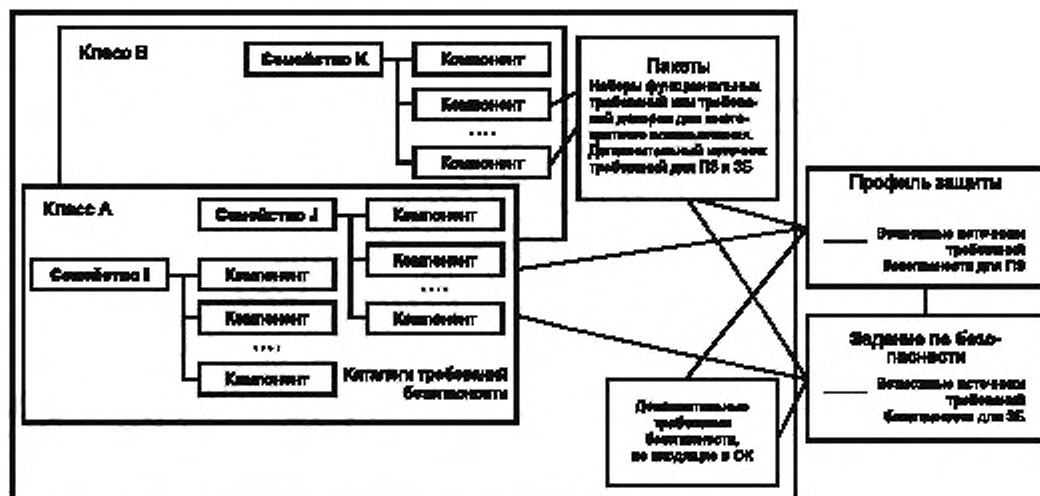 Класс B
Семейство K
Компонент
Компонент
....
Компонент
Пакеты
Наборы функциональных
требований или требова-
ний доверия для
использования.
Дополнительный источник
требований для ПЗ и ЗБ
Класс А
Семейство J
Компонент
Компонент
....
Компонент
Семейство I
Компонент
Компонент
....
Компонент
Каталоги требований
безопасности
Профиль защиты
Возможные источники
требований
безопасности для ПЗ
Задание по безо-
пасности
Возможные источники
требований
безопасности для ЗБ
Дополнительные
требования
безопасности,
не входящие в ОК